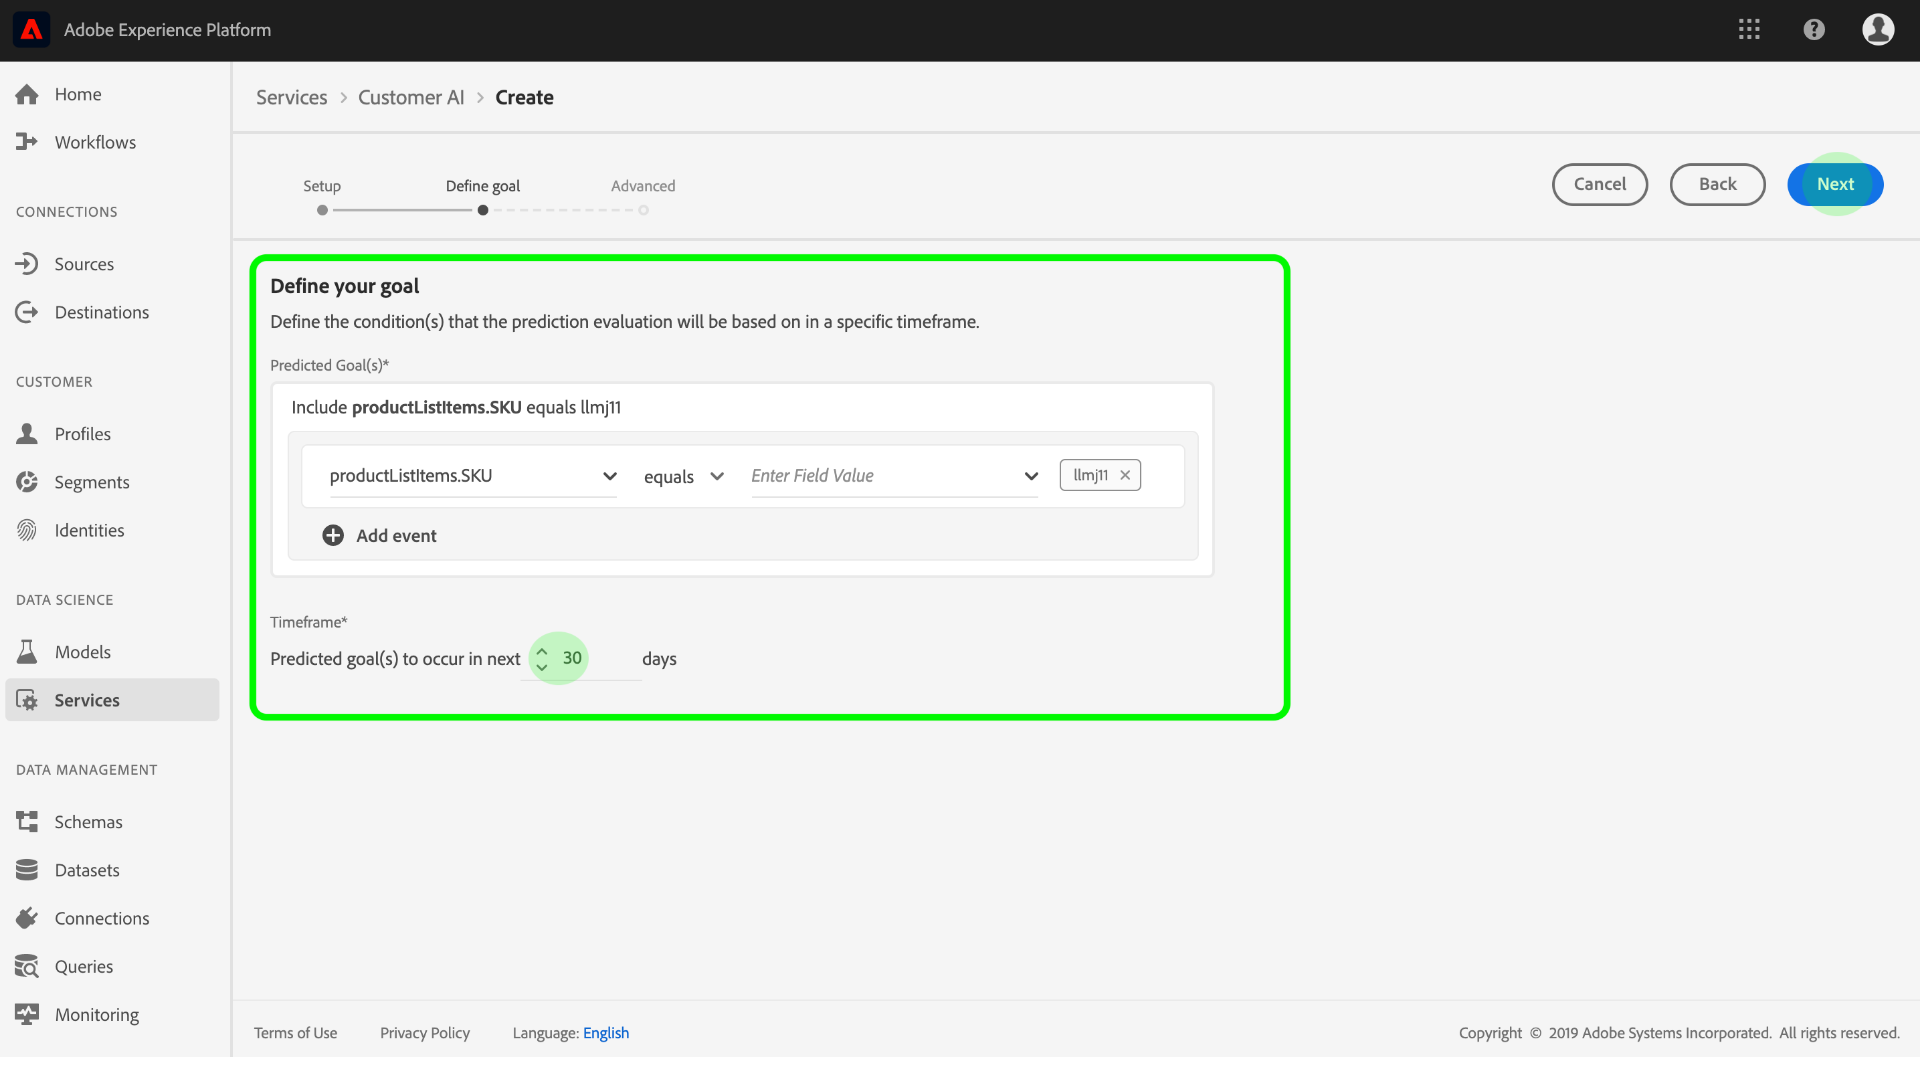 Adobe Experience Platform
Home
Workflows
CONNECTIONS
Sources
Destinations
CUSTOMER
Profiles
Segments
Identities
DATA SCIENCE
Models
Services
DATA MANAGEMENT
Schemas
Datasets
Connections
Queries
Monitoring
Services > Customer AI > Create
Setup Define goal Advanced
Cancel Back Next
Define your goal
Define the condition(s) that the prediction evaluation will be based on in a specific timeframe.
Predicted Goal(s)*
Include productListItems.SKU equals llmj11
productListItems.SKU equals Enter Field Value llmj11
Add event
Timeframe*
Predicted goal(s) to occur in next 30 days
Terms of Use Privacy Policy Language: English
Copyright © 2019 Adobe Systems Incorporated. All rights reserved.